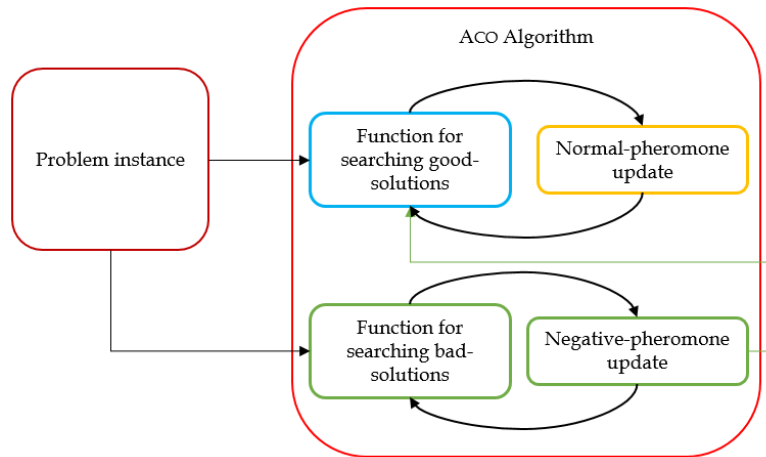 ACO Algorithm
Problem instance
Function for
searching good-
solutions
Normal-pheromone
update
Function for
searching bad-
solutions
Negative-pheromone
update